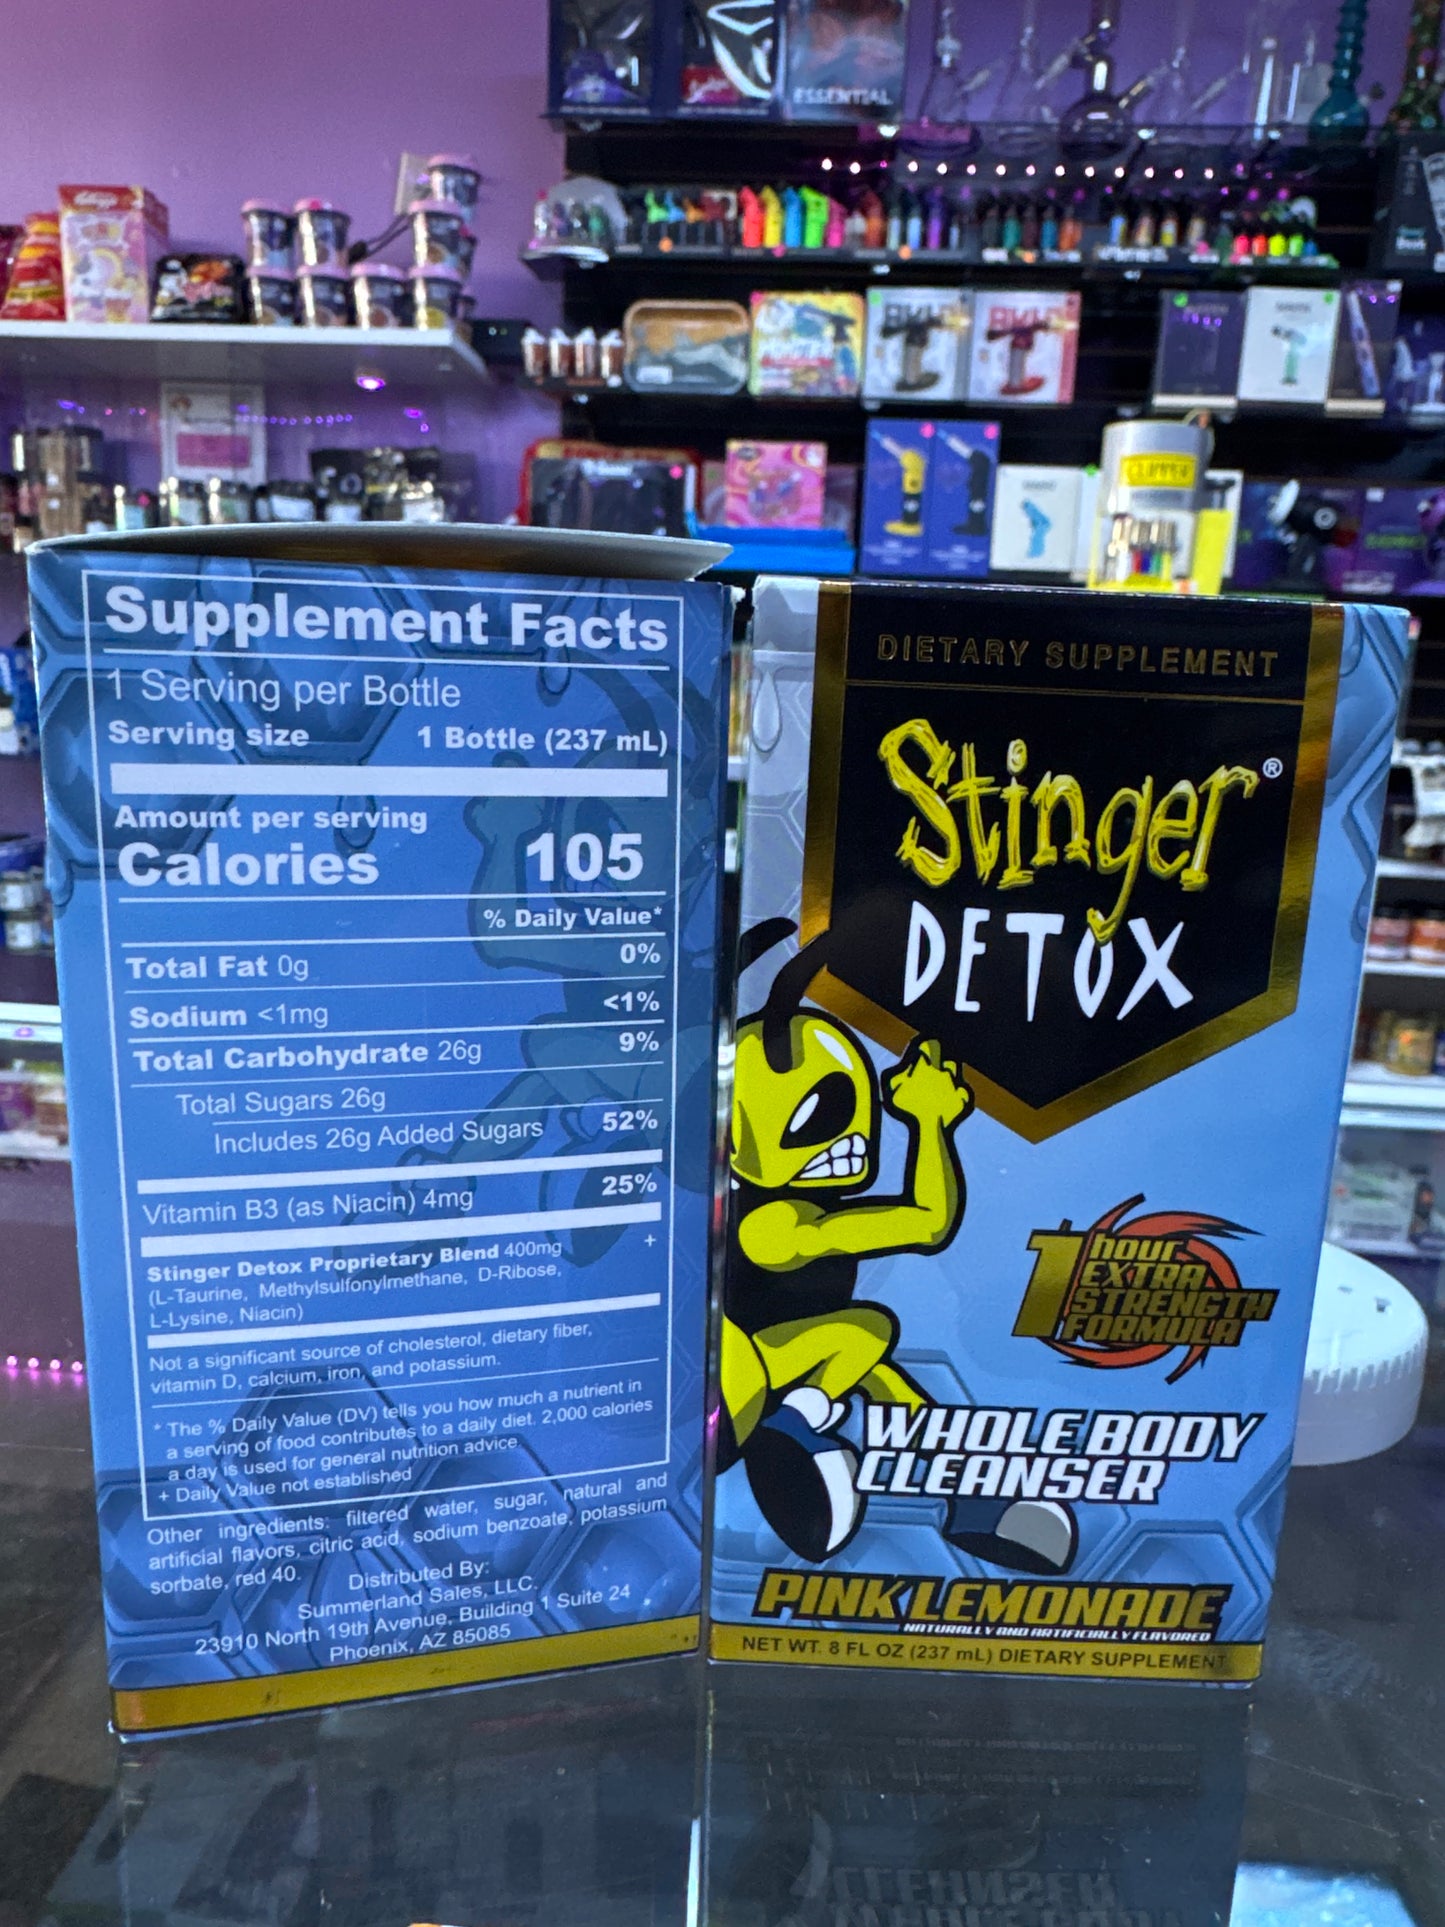 ESSENTIAL
CLIPPER
Supplement Facts
1 Serving per Bottle
Serving size 1 Bottle (237 mL)
Amount per serving
Calories 105
% Daily Value*
Total Fat 0g 0%
Sodium <1mg <1%
Total Carbohydrate 26g 9%
Total Sugars 26g
Includes 26g Added Sugars 52%
Vitamin B3 (as Niacin) 4mg 25%
Stinger Detox Proprietary Blend 400mg +
(L-Taurine, Methylsulfonylmethane, D-Ribose,
L-Lysine, Niacin)
Not a significant source of cholesterol, dietary fiber,
vitamin D, calcium, iron, and potassium.
* The % Daily Value (DV) tells you how much a nutrient in
a serving of food contributes to a daily diet. 2,000 calories
a day is used for general nutrition advice.
+ Daily Value not established
Other ingredients: filtered water, sugar, natural and
artificial flavors, citric acid, sodium benzoate, potassium
sorbate, red 40.
Distributed By:
Summerland Sales, LLC.
23910 North 19th Avenue, Building 1 Suite 24
Phoenix, AZ 85085
DIETARY SUPPLEMENT
Stinger®
DETOX
1 hour
EXTRA
STRENGTH
FORMULA
WHOLE BODY
CLEANSER
PINK LEMONADE
NATURALLY AND ARTIFICIALLY FLAVORED
NET WT. 8 FL OZ (237 mL) DIETARY SUPPLEMENT